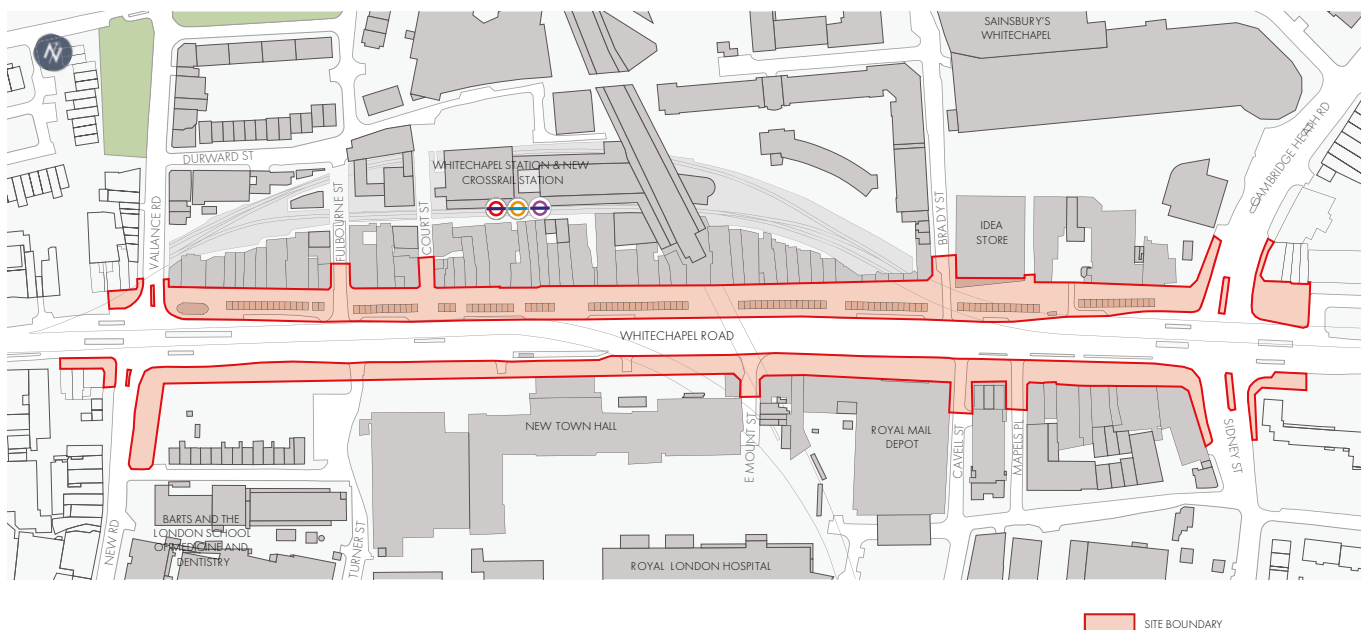 SAINSBURY'S
WHITECHAPEL
N
CAMBRIDGE HEATH RD
DURWARD ST
WHITECHAPEL STATION & NEW
CROSSRAIL STATION
VALLANCE RD
FULBOURNE ST
COURT ST
BRADY ST
IDEA
STORE
WHITECHAPEL ROAD
NEW TOWN HALL
E MOUNT ST
ROYAL MAIL
DEPOT
CAVELL ST
MAPELS PL
SIDNEY ST
NEW RD
BARTS AND THE
LONDON SCHOOL
OF MEDICINE AND
DENTISTRY
TURNER ST
ROYAL LONDON HOSPITAL
SITE BOUNDARY